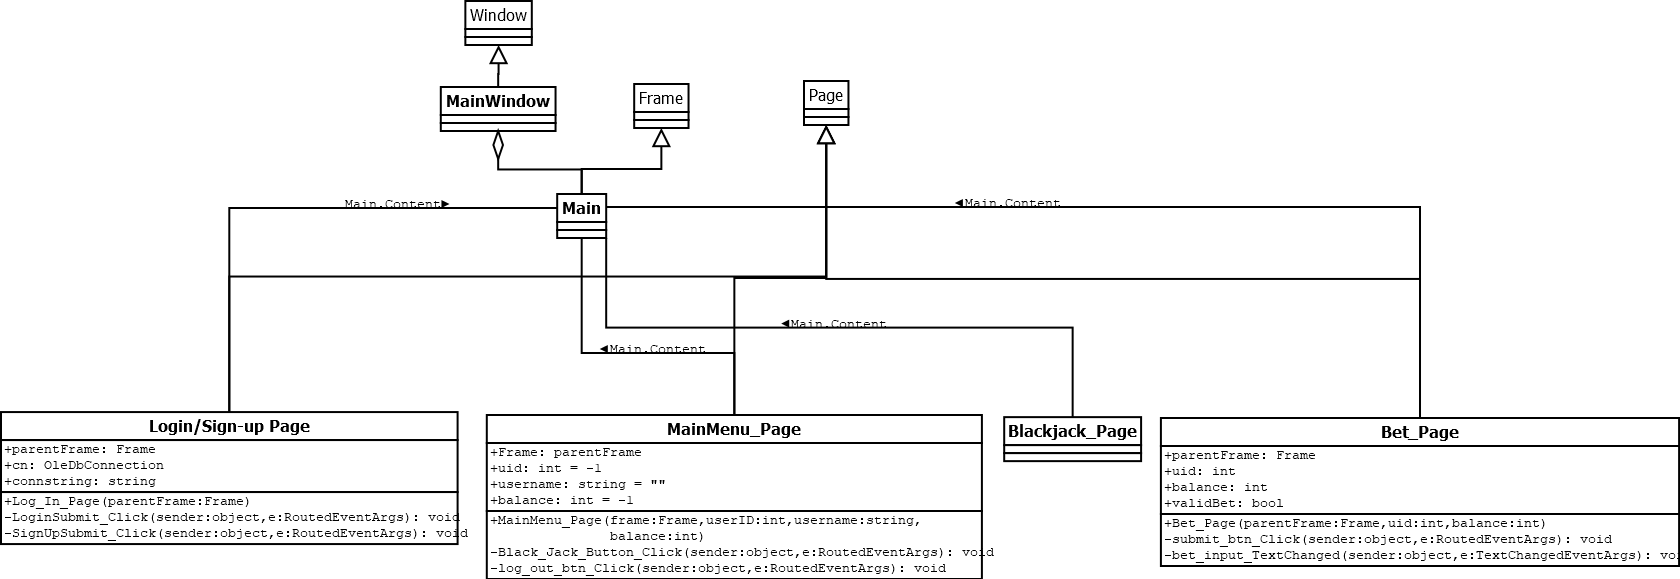 Window
MainWindow
Frame
Page
Main.Content▶
Main
◀Main.Content
◀Main.Content
◀Main.Content
Login/Sign-up Page
+parentFrame: Frame
+cn: OleDbConnection
+connstring: string
+Log_In_Page(parentFrame:Frame)
-LoginSubmit_Click(sender:object,e:RoutedEventArgs): void
-SignUpSubmit_Click(sender:object,e:RoutedEventArgs): void
MainMenu_Page
+Frame: parentFrame
+uid: int = -1
+username: string = ""
+balance: int = -1
+MainMenu_Page(frame:Frame,userID:int,username:string,
balance:int)
-Black_Jack_Button_Click(sender:object,e:RoutedEventArgs): void
-log_out_btn_Click(sender:object,e:RoutedEventArgs): void
Blackjack_Page
Bet_Page
+parentFrame: Frame
+uid: int
+balance: int
+validBet: bool
+Bet_Page(parentFrame:Frame,uid:int,balance:int)
-submit_btn_Click(sender:object,e:RoutedEventArgs): void
-bet_input_TextChanged(sender:object,e:TextChangedEventArgs): vo